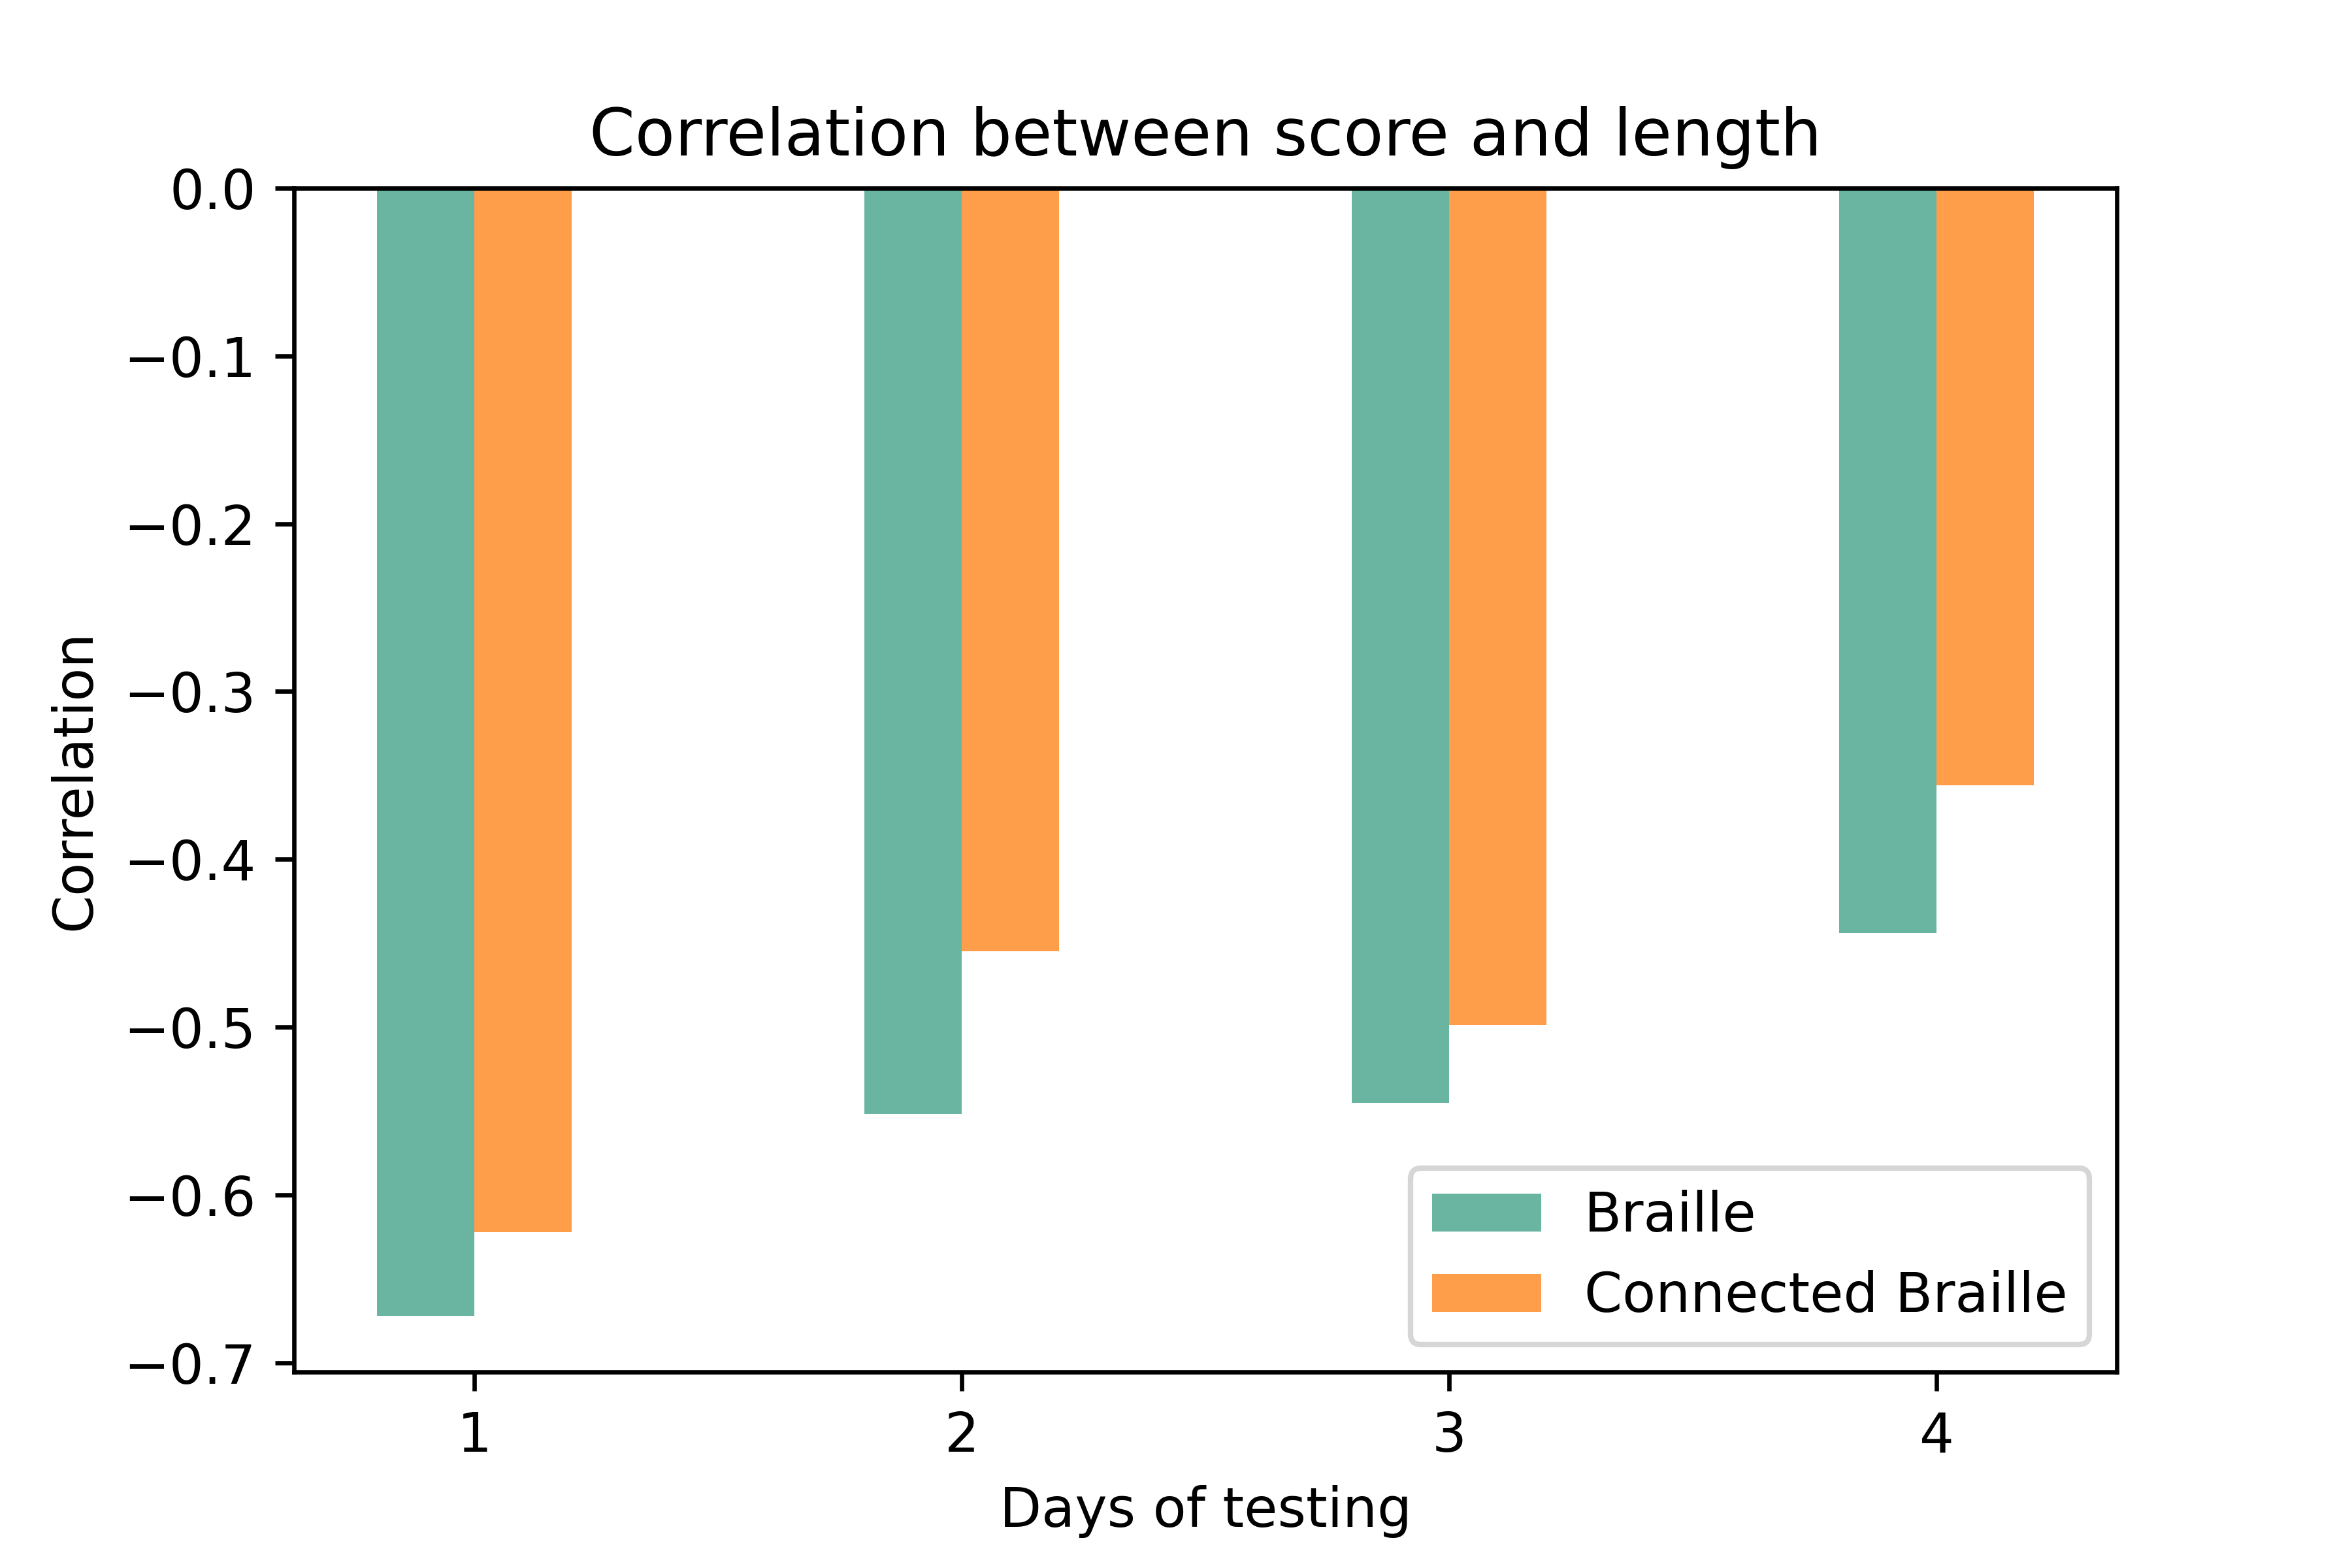 Correlation between score and length
0.0
−0.1
−0.2
−0.3
−0.4
−0.5
−0.6
−0.7
Correlation
1 2 3 4
Days of testing
Braille
Connected Braille